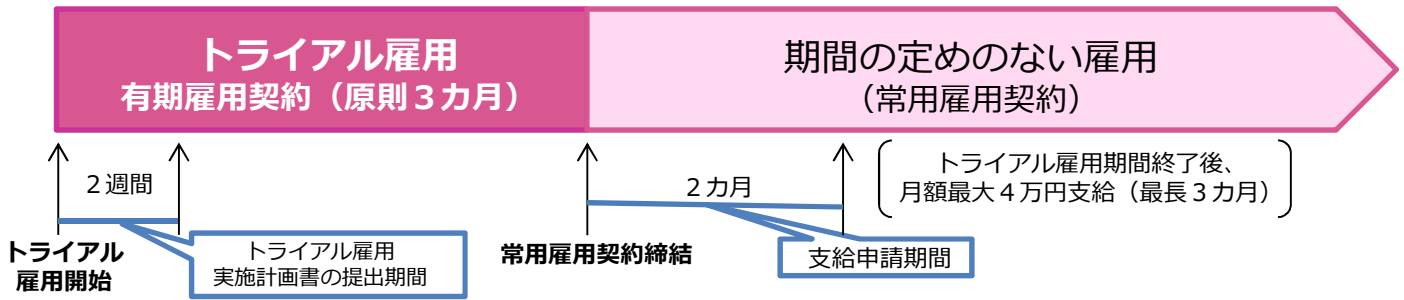 トライアル雇用
有期雇用契約（原則３カ月）
期間の定めのない雇用
（常用雇用契約）
２週間
２カ月
トライアル雇用期間終了後、
月額最大４万円支給（最長３カ月）
トライアル
雇用開始
トライアル雇用
実施計画書の提出期間
常用雇用契約締結
支給申請期間